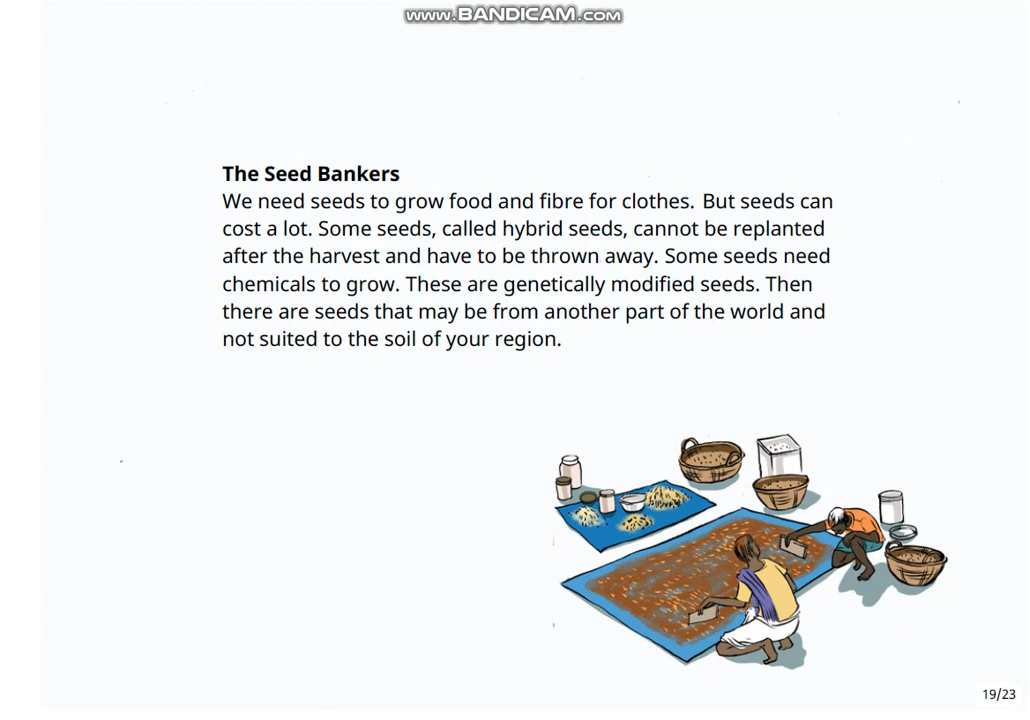 www.BANDICAM.com
The Seed Bankers
We need seeds to grow food and fibre for clothes. But seeds can
cost a lot. Some seeds, called hybrid seeds, cannot be replanted
after the harvest and have to be thrown away. Some seeds need
chemicals to grow. These are genetically modified seeds. Then
there are seeds that may be from another part of the world and
not suited to the soil of your region.
19/23